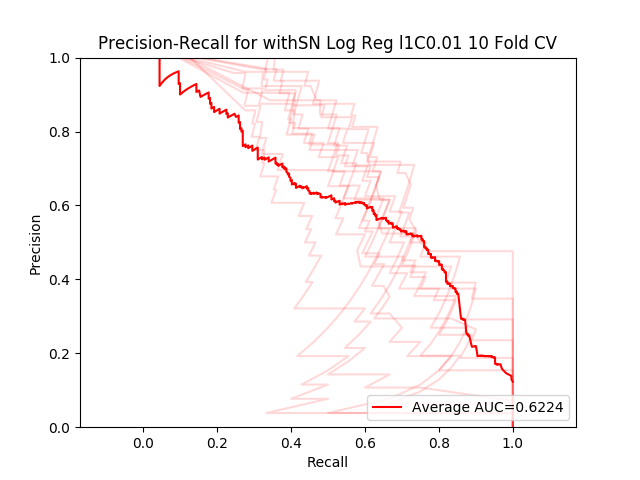 Precision-Recall for withSN Log Reg l1C0.01 10 Fold CV
1.0
0.8
0.6
0.4
0.2
0.0
Precision
Average AUC=0.6224
0.0 0.2 0.4 0.6 0.8 1.0
Recall